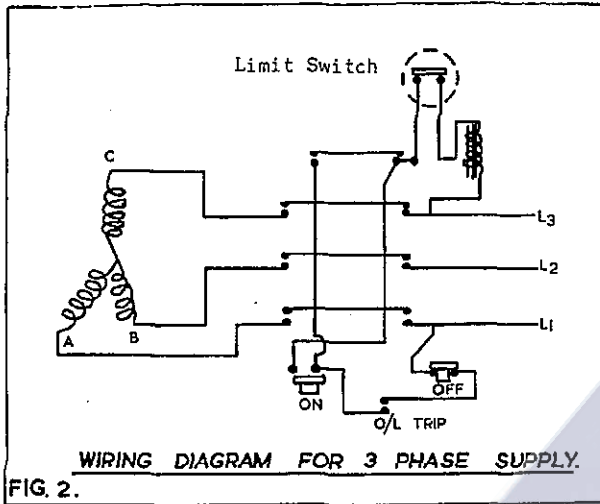 Limit Switch
C
L3
L2
A
B
L1
ON
OFF
O/L TRIP
WIRING DIAGRAM FOR 3 PHASE SUPPLY.
FIG. 2.